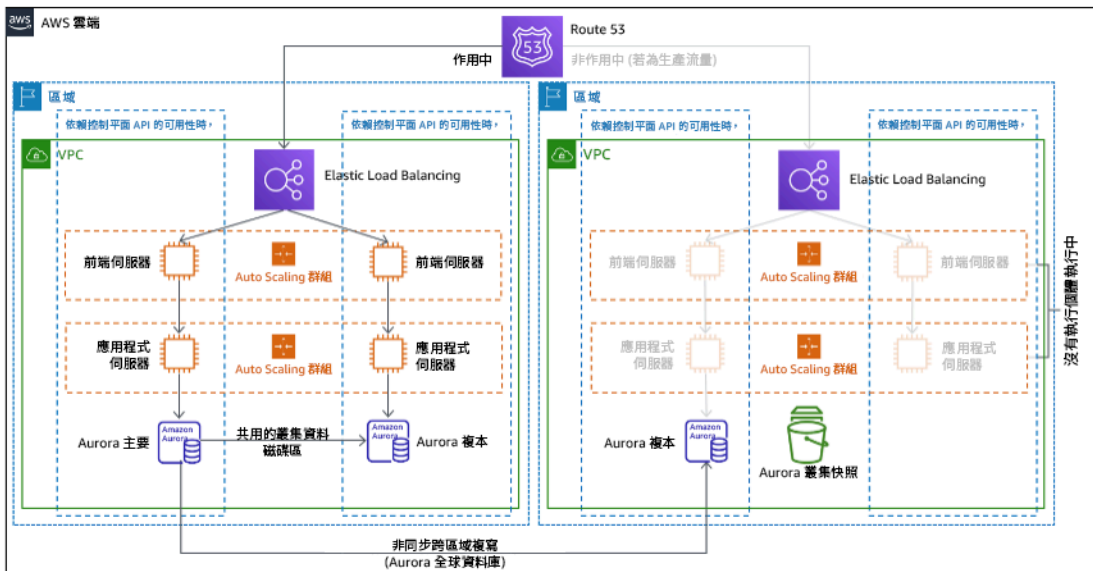 aws
AWS 雲端
53
Route 53
作用中
非作用中 (若為生產流量)
區域
依賴控制平面 API 的可用性時，
依賴控制平面 API 的可用性時，
VPC
Elastic Load Balancing
前端伺服器
Auto Scaling 群組
前端伺服器
應用程式
伺服器
Auto Scaling 群組
應用程式
伺服器
Aurora 主要
Amazon
Aurora
共用的叢集資料
磁碟區
Amazon
Aurora
Aurora 複本
區域
依賴控制平面 API 的可用性時，
依賴控制平面 API 的可用性時，
VPC
Elastic Load Balancing
前端伺服器
Auto Scaling 群組
前端伺服器
應用程式
伺服器
Auto Scaling 群組
應用程式
伺服器
沒有執行個體執行中
Aurora 複本
Amazon
Aurora
Aurora 叢集快照
非同步跨區域複寫
(Aurora 全球資料庫)